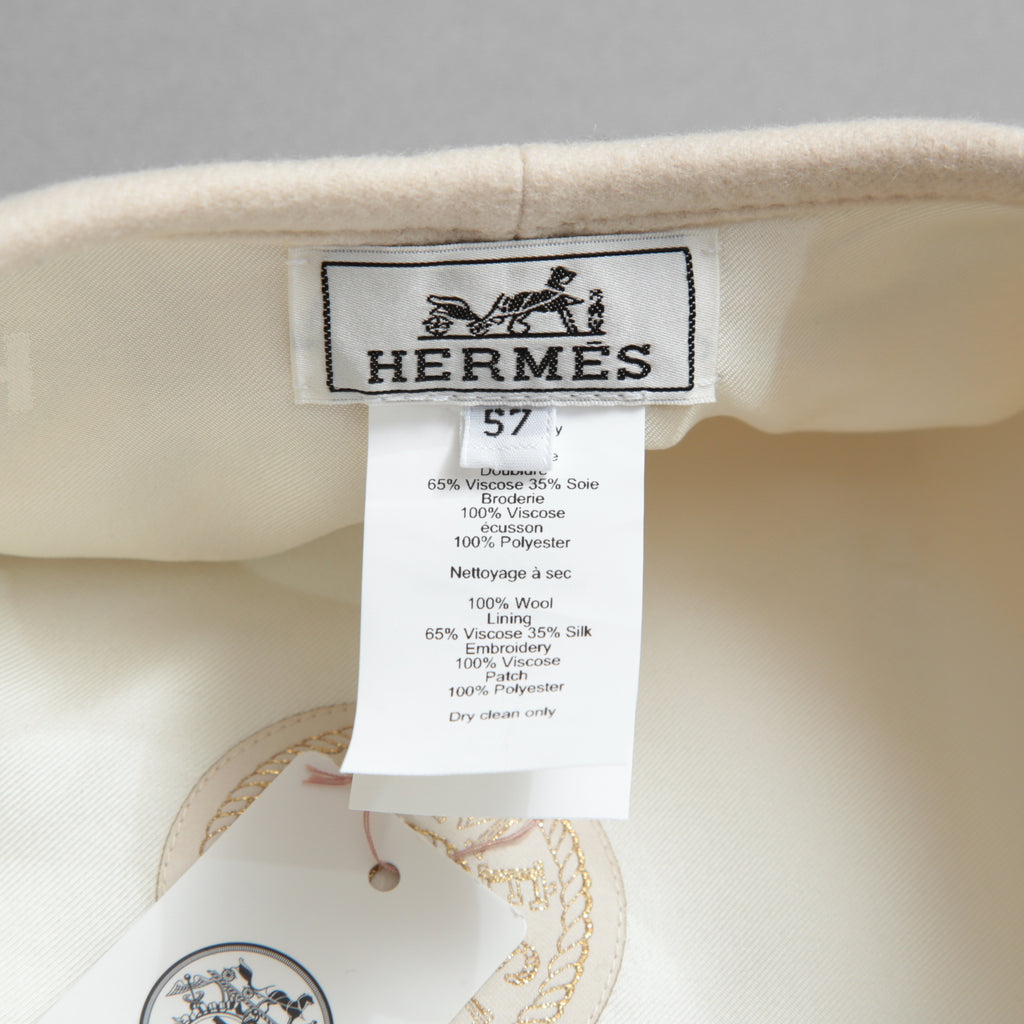 HERMÈS
57
Doublure
65% Viscose 35% Soie
Broderie
100% Viscose
écusson
100% Polyester
Nettoyage à sec
100% Wool
Lining
65% Viscose 35% Silk
Embroidery
100% Viscose
Patch
100% Polyester
Dry clean only